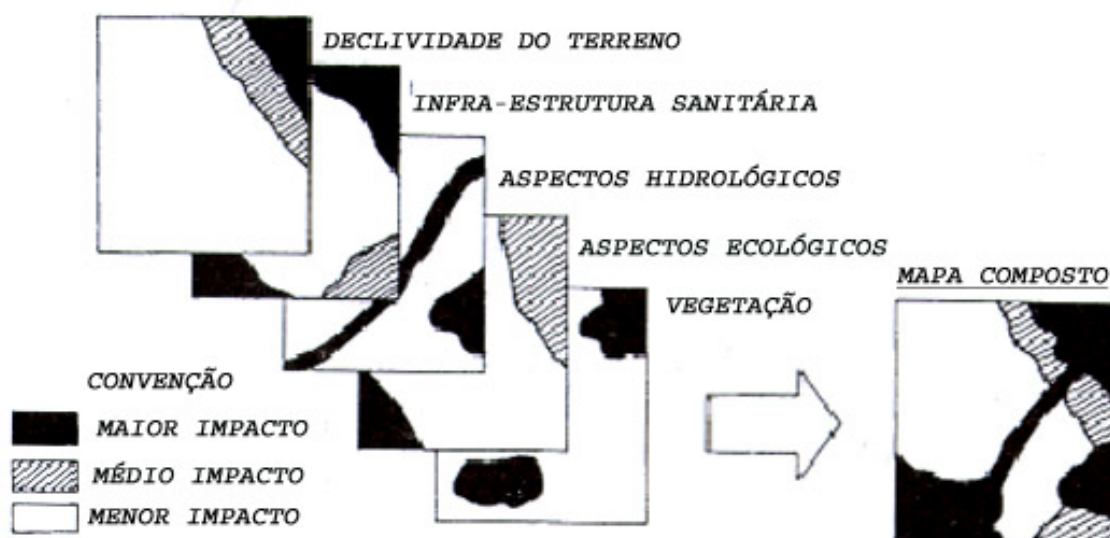 DECLIVIDADE DO TERRENO
INFRA-ESTRUTURA SANITÁRIA
ASPECTOS HIDROLÓGICOS
ASPECTOS ECOLÓGICOS
VEGETAÇÃO
MAPA COMPOSTO
CONVENÇÃO
MAIOR IMPACTO
MÉDIO IMPACTO
MENOR IMPACTO